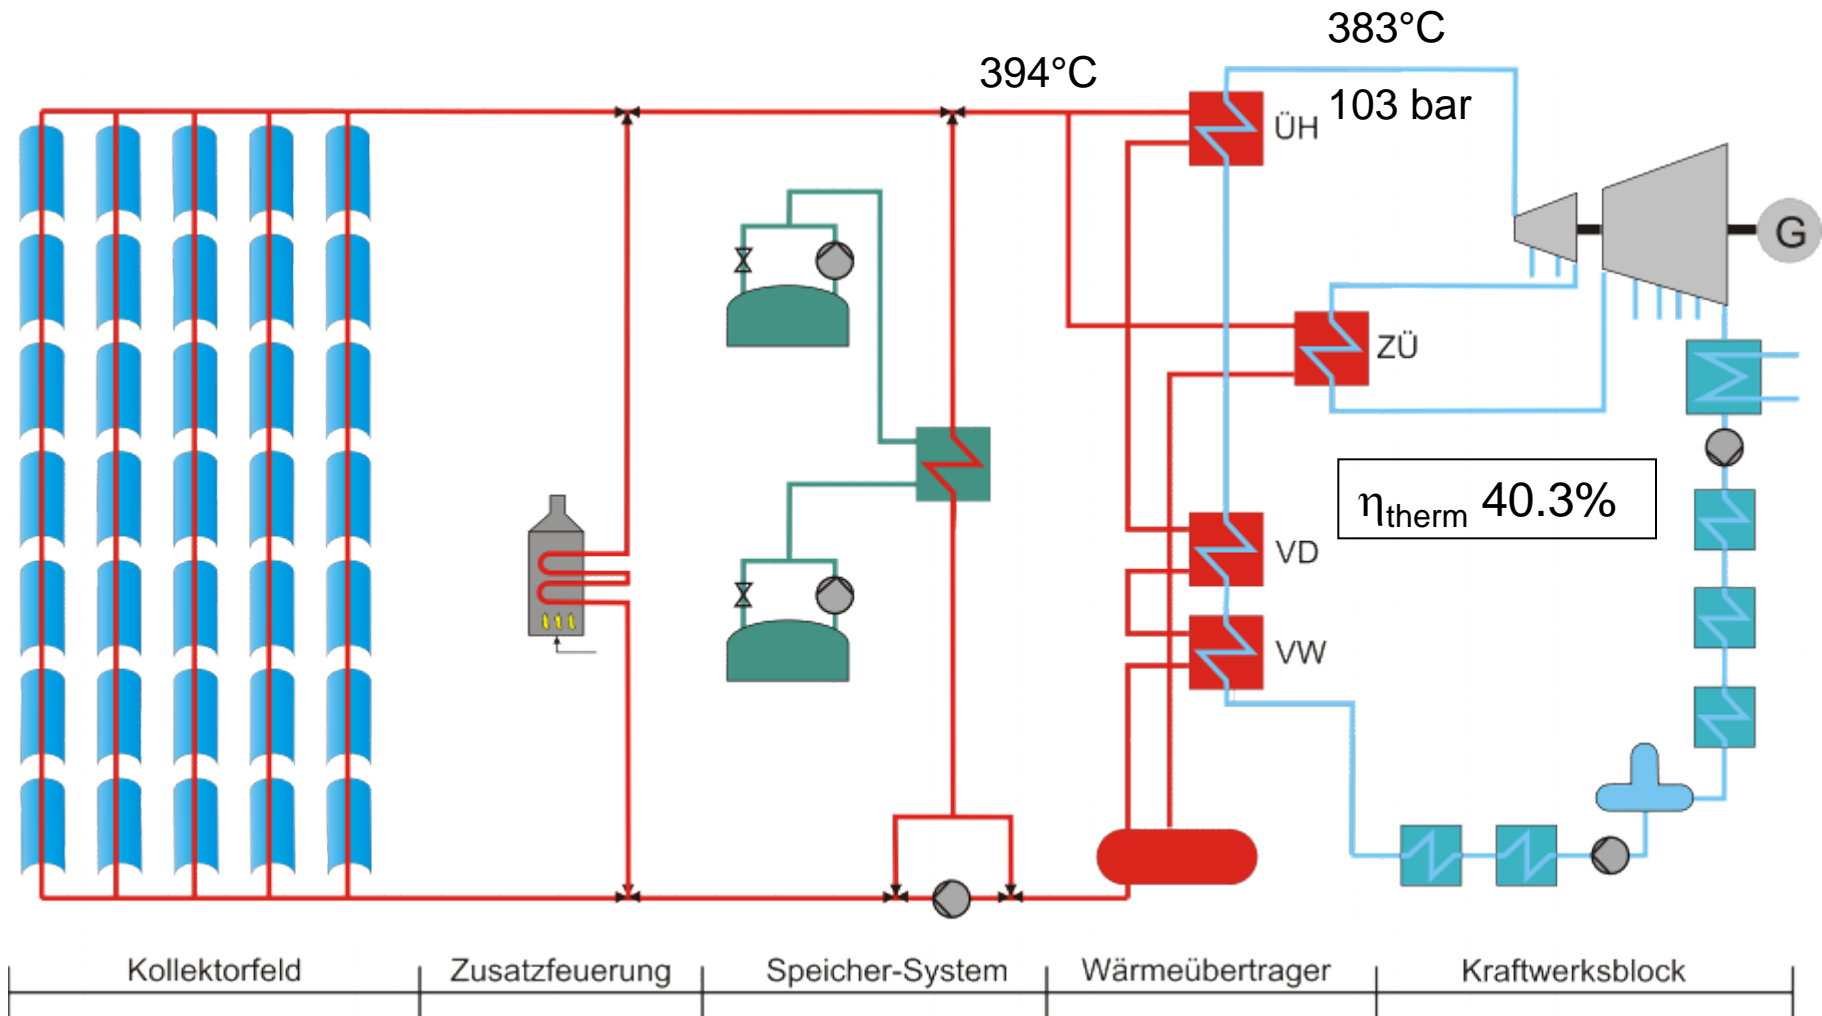 383°C
394°C
103 bar
ÜH
G
ZÜ
ηtherm 40.3%
VD
VW
Kollektorfeld
Zusatzfeuerung
Speicher-System
Wärmeübertrager
Kraftwerksblock